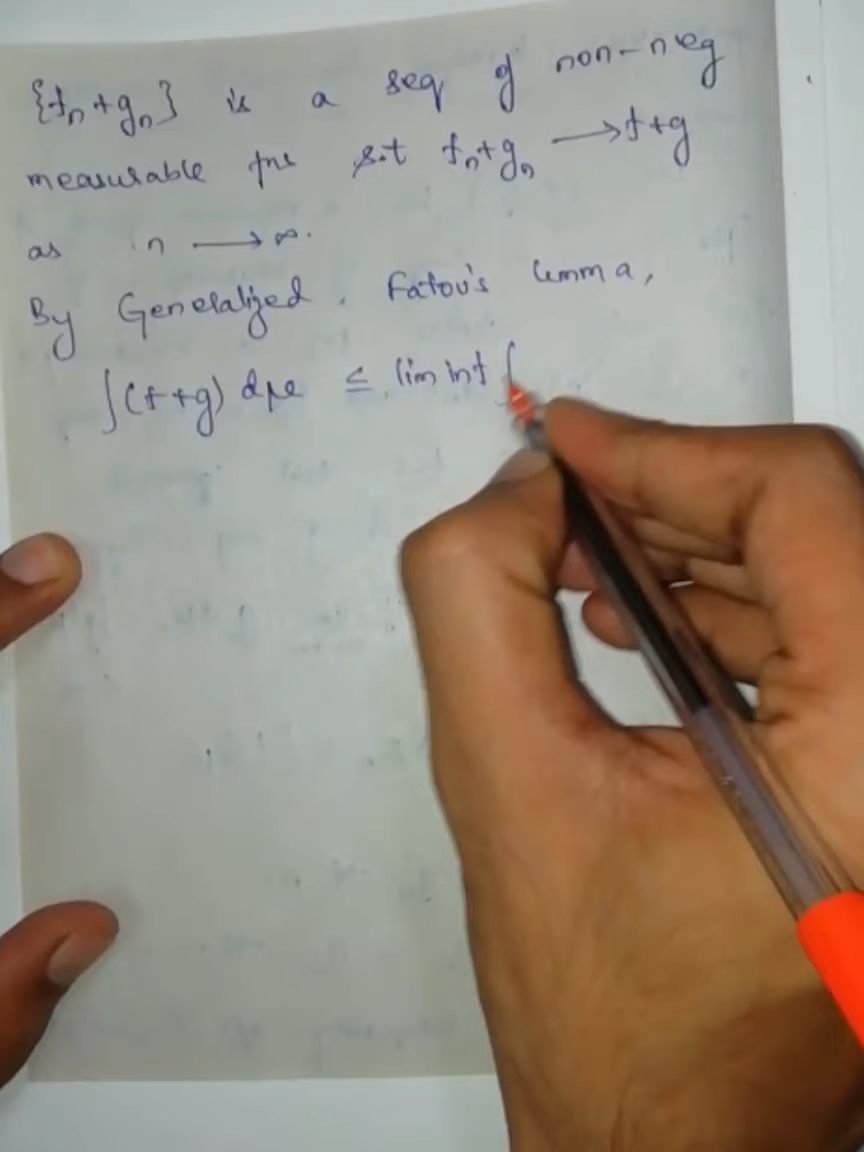 {fn+gn} is a seq of non-neg
measurable fns s.t fn+gn ⟶ f+g
as n ⟶ ∞.
By Generalized Fatou's Lemma,
∫(f+g) dμ ≤ lim inf ∫